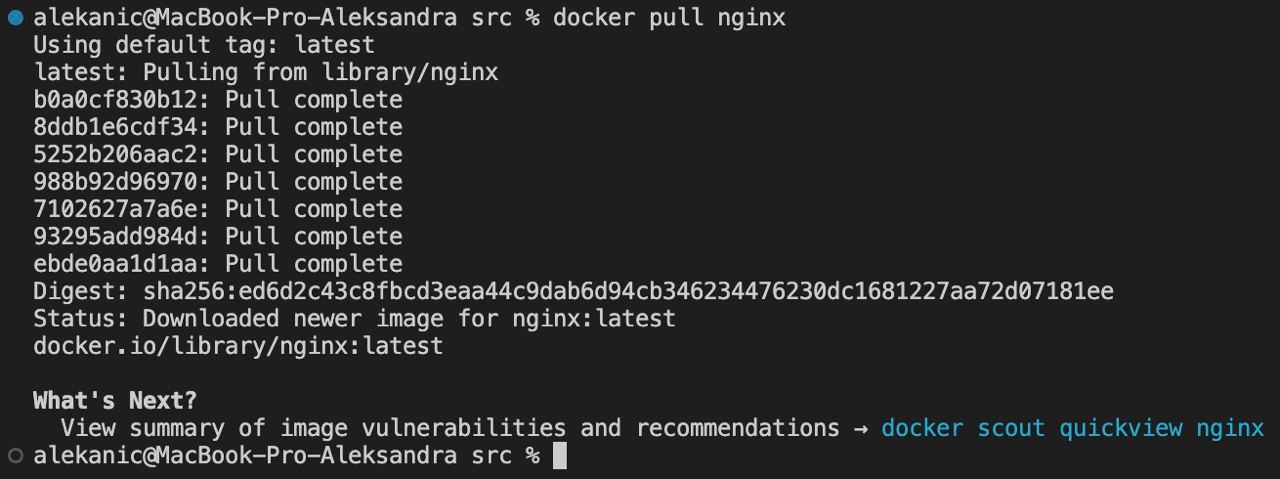 alekanic@MacBook-Pro-Aleksandra src % docker pull nginx
Using default tag: latest
latest: Pulling from library/nginx
b0a0cf830b12: Pull complete
8ddb1e6cdf34: Pull complete
5252b206aac2: Pull complete
988b92d96970: Pull complete
7102627a7a6e: Pull complete
93295add984d: Pull complete
ebde0aa1d1aa: Pull complete
Digest: sha256:ed6d2c43c8fbcd3eaa44c9dab6d94cb346234476230dc1681227aa72d07181ee
Status: Downloaded newer image for nginx:latest
docker.io/library/nginx:latest
What's Next?
View summary of image vulnerabilities and recommendations → docker scout quickview nginx
alekanic@MacBook-Pro-Aleksandra src %